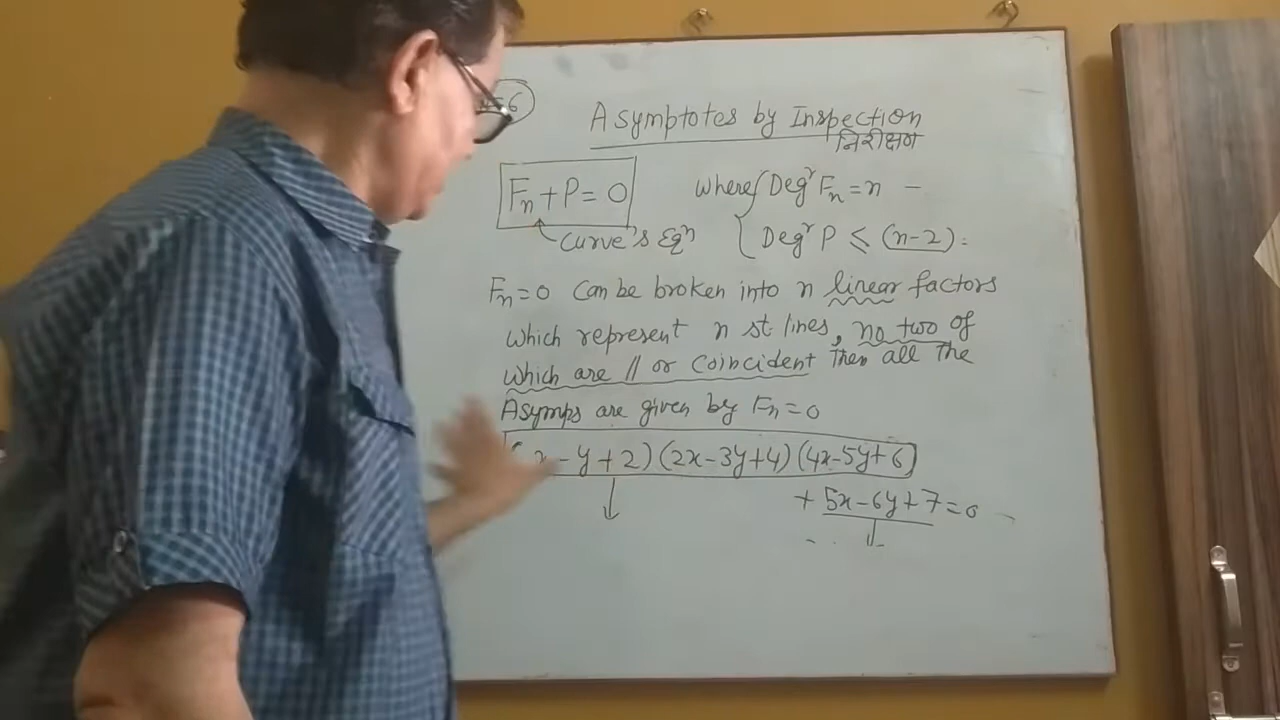 6
Asymptotes by Inspection
निरीक्षण
Fn + P = 0 where Degr Fn = n –
Curve's Eqn Degr P ≤ (n-2).
Fn=0 can be broken into n linear factors
which represent n st. lines, no two of
which are // or coincident then all the
Asymps are given by Fn=0
x - y + 2) (2x-3y+4) (4x-5y+6)
+ 5x-6y+7=0